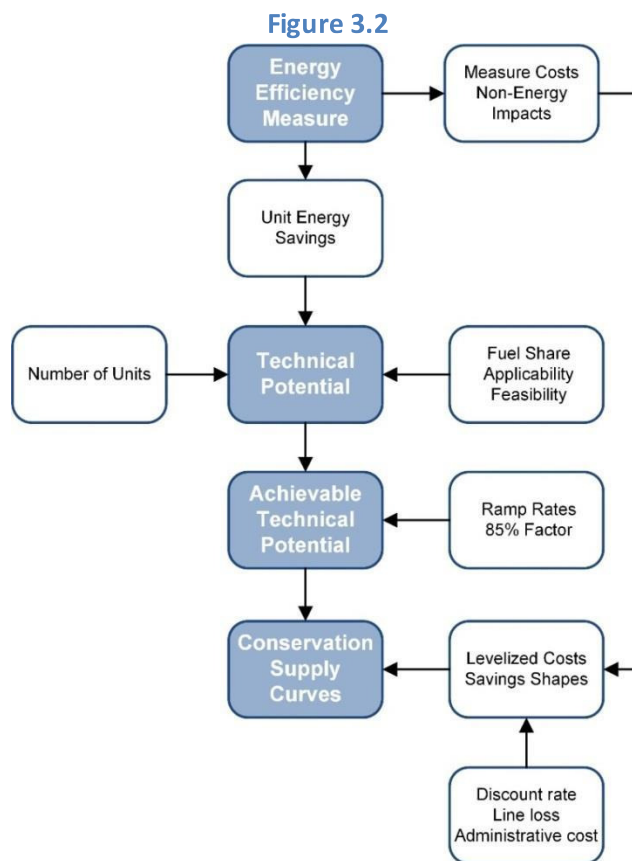 Figure 3.2
Energy
Efficiency
Measure
Measure Costs
Non-Energy
Impacts
Unit Energy
Savings
Number of Units
Technical
Potential
Fuel Share
Applicability
Feasibility
Achievable
Technical
Potential
Ramp Rates
85% Factor
Conservation
Supply
Curves
Levelized Costs
Savings Shapes
Discount rate
Line loss
Administrative cost